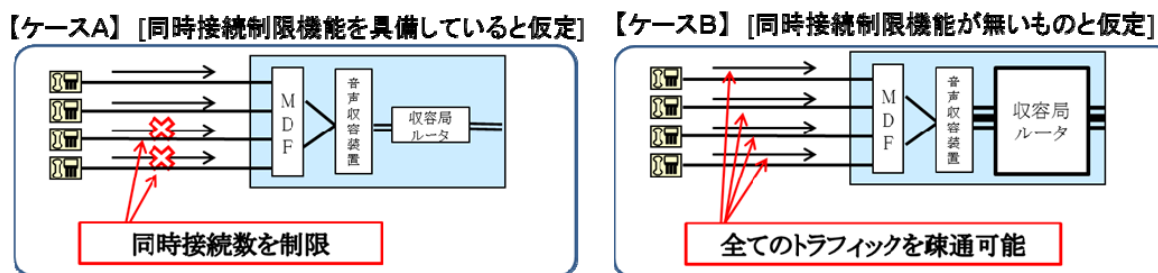 【ケースA】 [同時接続制限機能を具備していると仮定]
MDF
音声収容装置
収容局
ルータ
同時接続数を制限
【ケースB】 [同時接続制限機能が無いものと仮定]
MDF
音声収容装置
収容局
ルータ
全てのトラフィックを疎通可能